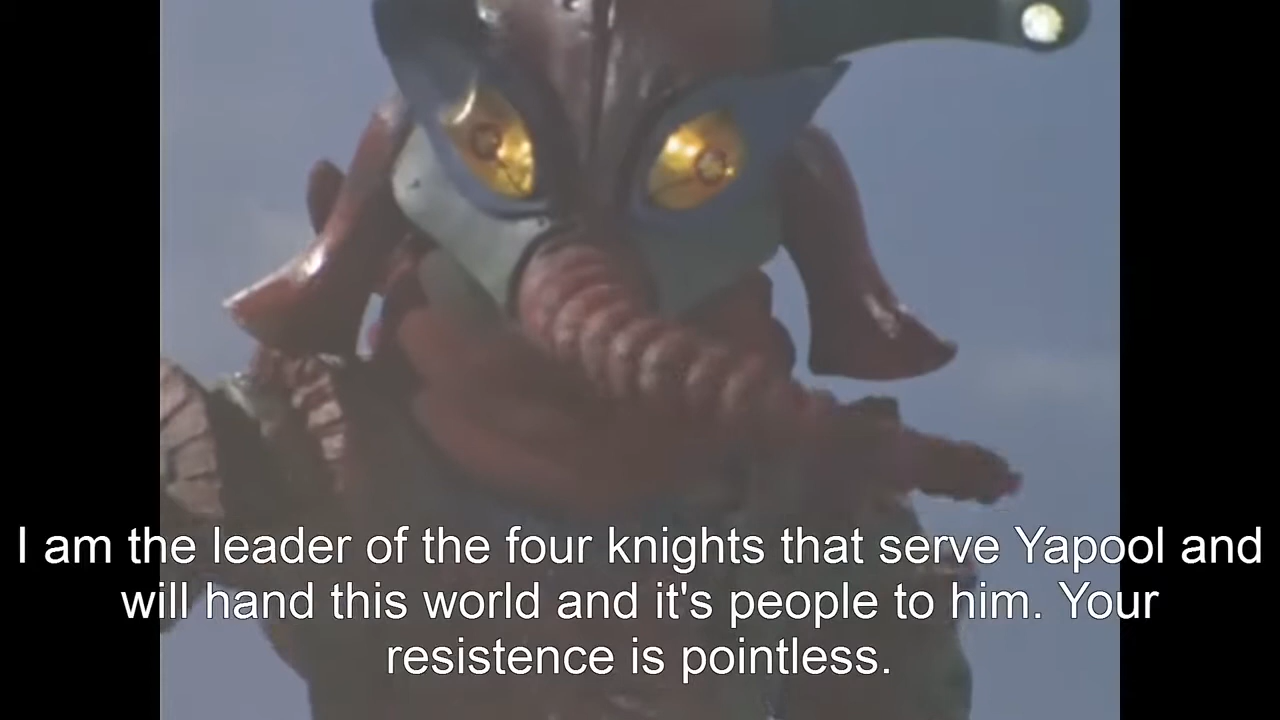 I am the leader of the four knights that serve Yapool and
will hand this world and it's people to him. Your
resistence is pointless.